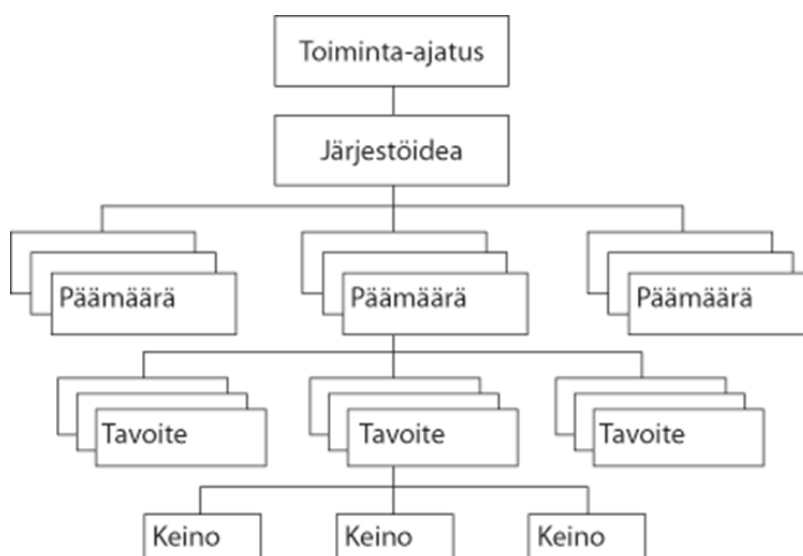 Toiminta-ajatus
Järjestöidea
Päämäärä
Päämäärä
Päämäärä
Tavoite
Tavoite
Tavoite
Keino
Keino
Keino